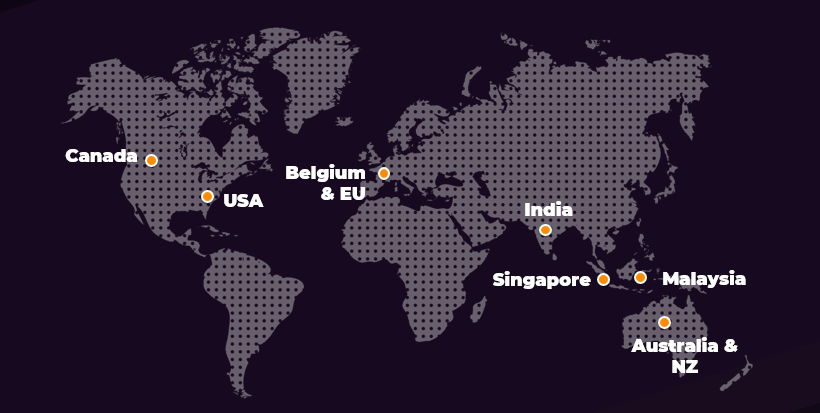 Canada
USA
Belgium
& EU
India
Singapore
Malaysia
Australia &
NZ